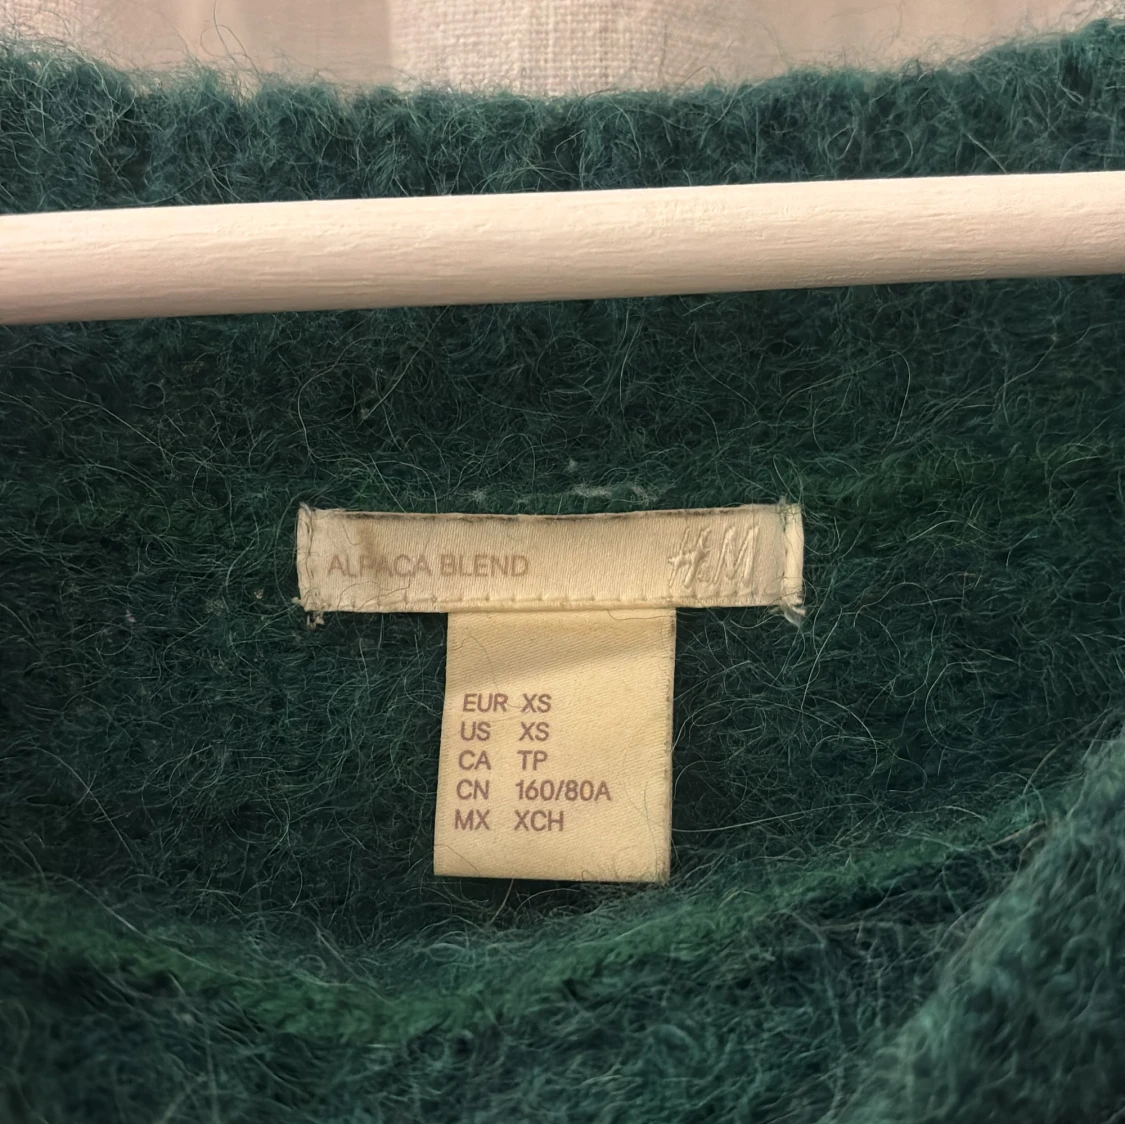 ALPACA BLEND H&M
EUR XS
US XS
CA TP
CN 160/80A
MX XCH